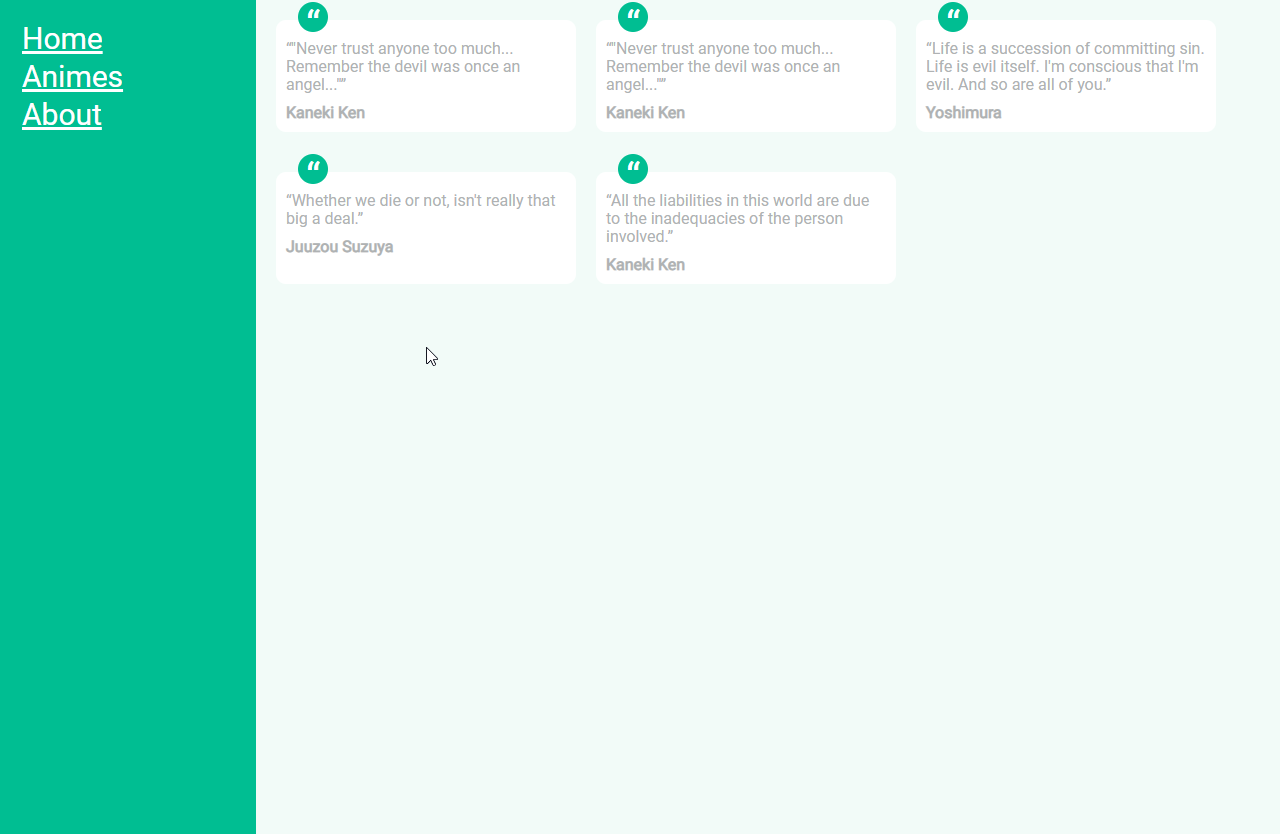 Home
Animes
About
“
“"Never trust anyone too much...
Remember the devil was once an
angel..."”
Kaneki Ken
“
“"Never trust anyone too much...
Remember the devil was once an
angel..."”
Kaneki Ken
“
“Life is a succession of committing sin.
Life is evil itself. I'm conscious that I'm
evil. And so are all of you.”
Yoshimura
“
“Whether we die or not, isn't really that
big a deal.”
Juuzou Suzuya
“
“All the liabilities in this world are due
to the inadequacies of the person
involved.”
Kaneki Ken